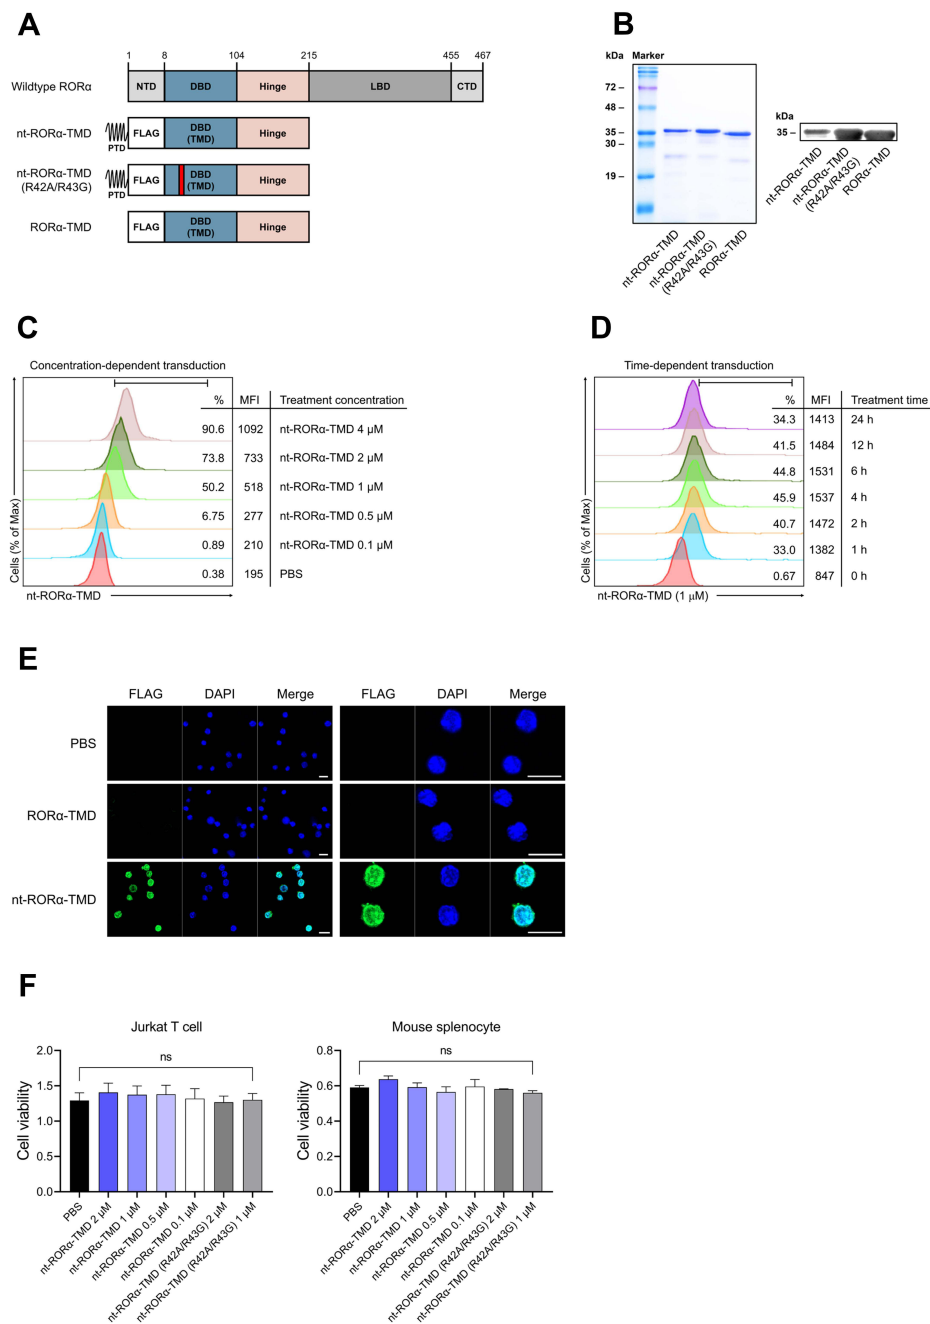 A
1 8 104 215 455 467
Wildtype RORα NTD DBD Hinge LBD CTD
nt-RORα-TMD PTD FLAG DBD (TMD) Hinge
nt-RORα-TMD (R42A/R43G) PTD FLAG DBD (TMD) Hinge
RORα-TMD FLAG DBD (TMD) Hinge
B
kDa Marker
72
48
35
30
19
nt-RORα-TMD
nt-RORα-TMD (R42A/R43G)
RORα-TMD
kDa
35
nt-RORα-TMD
nt-RORα-TMD (R42A/R43G)
RORα-TMD
C
Concentration-dependent transduction
Cells (% of Max)
% MFI Treatment concentration
90.6 1092 nt-RORα-TMD 4 μM
73.8 733 nt-RORα-TMD 2 μM
50.2 518 nt-RORα-TMD 1 μM
6.75 277 nt-RORα-TMD 0.5 μM
0.89 210 nt-RORα-TMD 0.1 μM
0.38 195 PBS
nt-RORα-TMD
D
Time-dependent transduction
Cells (% of Max)
% MFI Treatment time
34.3 1413 24 h
41.5 1484 12 h
44.8 1531 6 h
45.9 1537 4 h
40.7 1472 2 h
33.0 1382 1 h
0.67 847 0 h
nt-RORα-TMD (1 μM)
E
FLAG DAPI Merge FLAG DAPI Merge
PBS
RORα-TMD
nt-RORα-TMD
F
Jurkat T cell
Cell viability
2.0
1.5
1.0
0.5
0.0
ns
PBS
nt-RORα-TMD 2 μM
nt-RORα-TMD 1 μM
nt-RORα-TMD 0.5 μM
nt-RORα-TMD 0.1 μM
nt-RORα-TMD (R42A/R43G) 2 μM
nt-RORα-TMD (R42A/R43G) 1 μM
Mouse splenocyte
Cell viability
0.8
0.6
0.4
0.2
0.0
ns
PBS
nt-RORα-TMD 2 μM
nt-RORα-TMD 1 μM
nt-RORα-TMD 0.5 μM
nt-RORα-TMD 0.1 μM
nt-RORα-TMD (R42A/R43G) 2 μM
nt-RORα-TMD (R42A/R43G) 1 μM